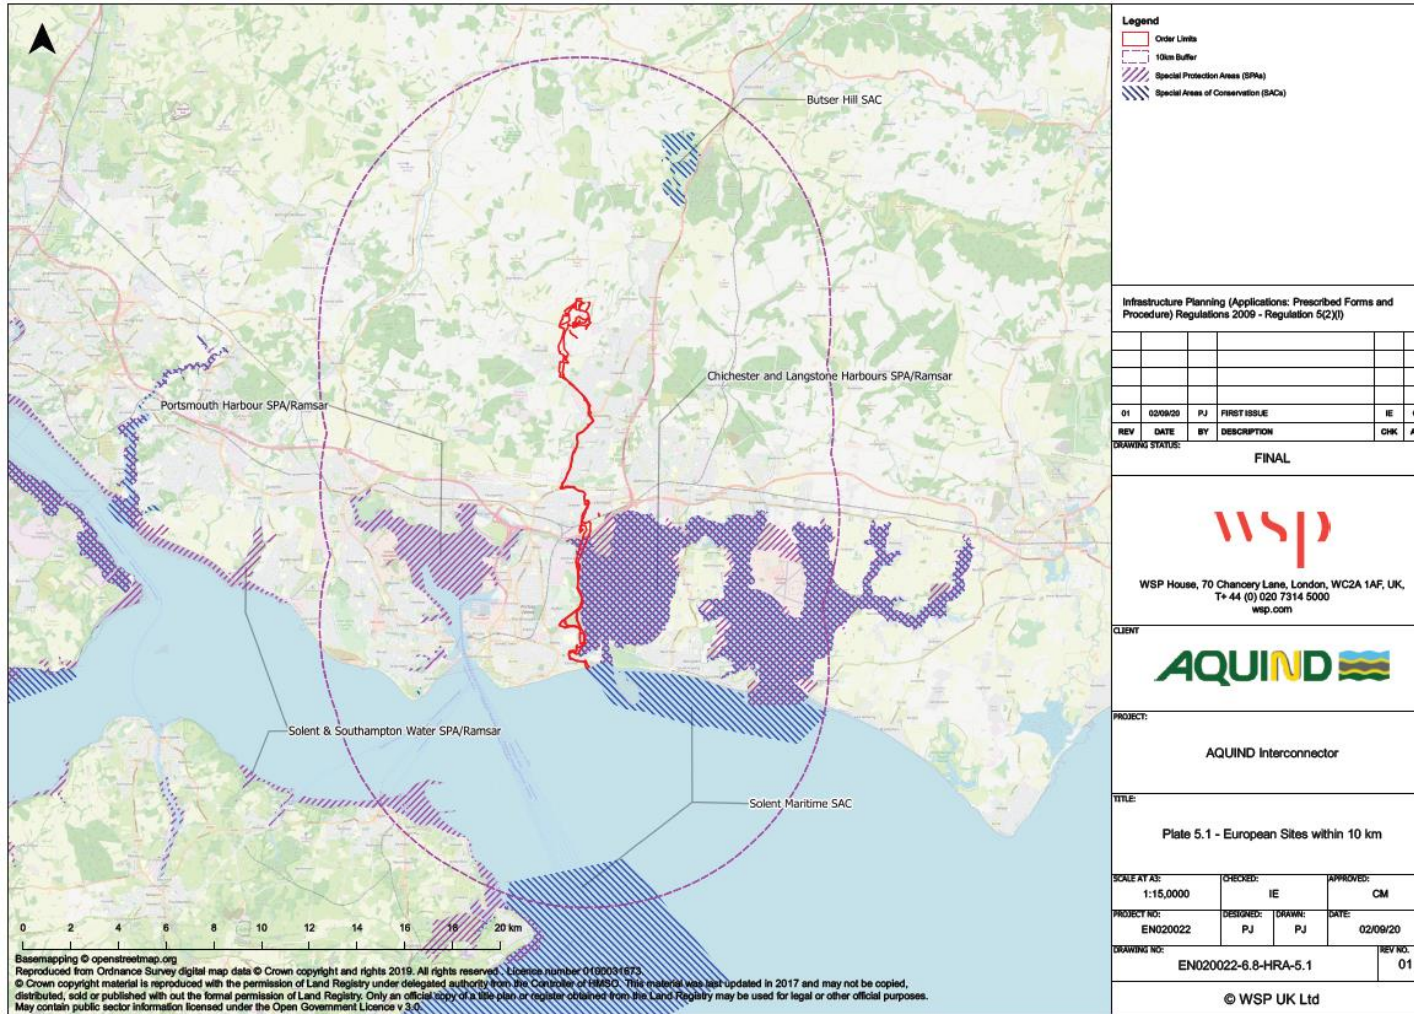 Butser Hill SAC
Chichester and Langstone Harbours SPA/Ramsar
Portsmouth Harbour SPA/Ramsar
Solent & Southampton Water SPA/Ramsar
Solent Maritime SAC
0 2 4 6 8 10 12 14 16 18 20 km
Basemapping © openstreetmap.org
Reproduced from Ordnance Survey digital map data © Crown copyright and rights 2019. All rights reserved. Licence number 0100031673.
© Crown copyright material is reproduced with the permission of Land Registry under delegated authority from the Controller of HMSO. This material was last updated in 2017 and may not be copied,
distributed, sold or published with out the formal permission of Land Registry. Only an official copy of a title plan or register obtained from the Land Registry may be used for legal or other official purposes.
May contain public sector information licensed under the Open Government Licence v 3.0.
Legend
Order Limits
10km Buffer
Special Protection Areas (SPAs)
Special Areas of Conservation (SACs)
Infrastructure Planning (Applications: Prescribed Forms and
Procedure) Regulations 2009 - Regulation 5(2)(l)
01 02/09/20 PJ FIRST ISSUE IE
REV DATE BY DESCRIPTION CHK
DRAWING STATUS:
FINAL
wsp
WSP House, 70 Chancery Lane, London, WC2A 1AF, UK,
T+ 44 (0) 020 7314 5000
wsp.com
CLIENT
AQUIND
PROJECT:
AQUIND Interconnector
TITLE:
Plate 5.1 - European Sites within 10 km
SCALE AT A3: CHECKED: APPROVED:
1:15,0000 IE CM
PROJECT NO: DESIGNED: DRAWN: DATE:
EN020022 PJ PJ 02/09/20
DRAWING NO: REV NO.
EN020022-6.8-HRA-5.1 01
© WSP UK Ltd